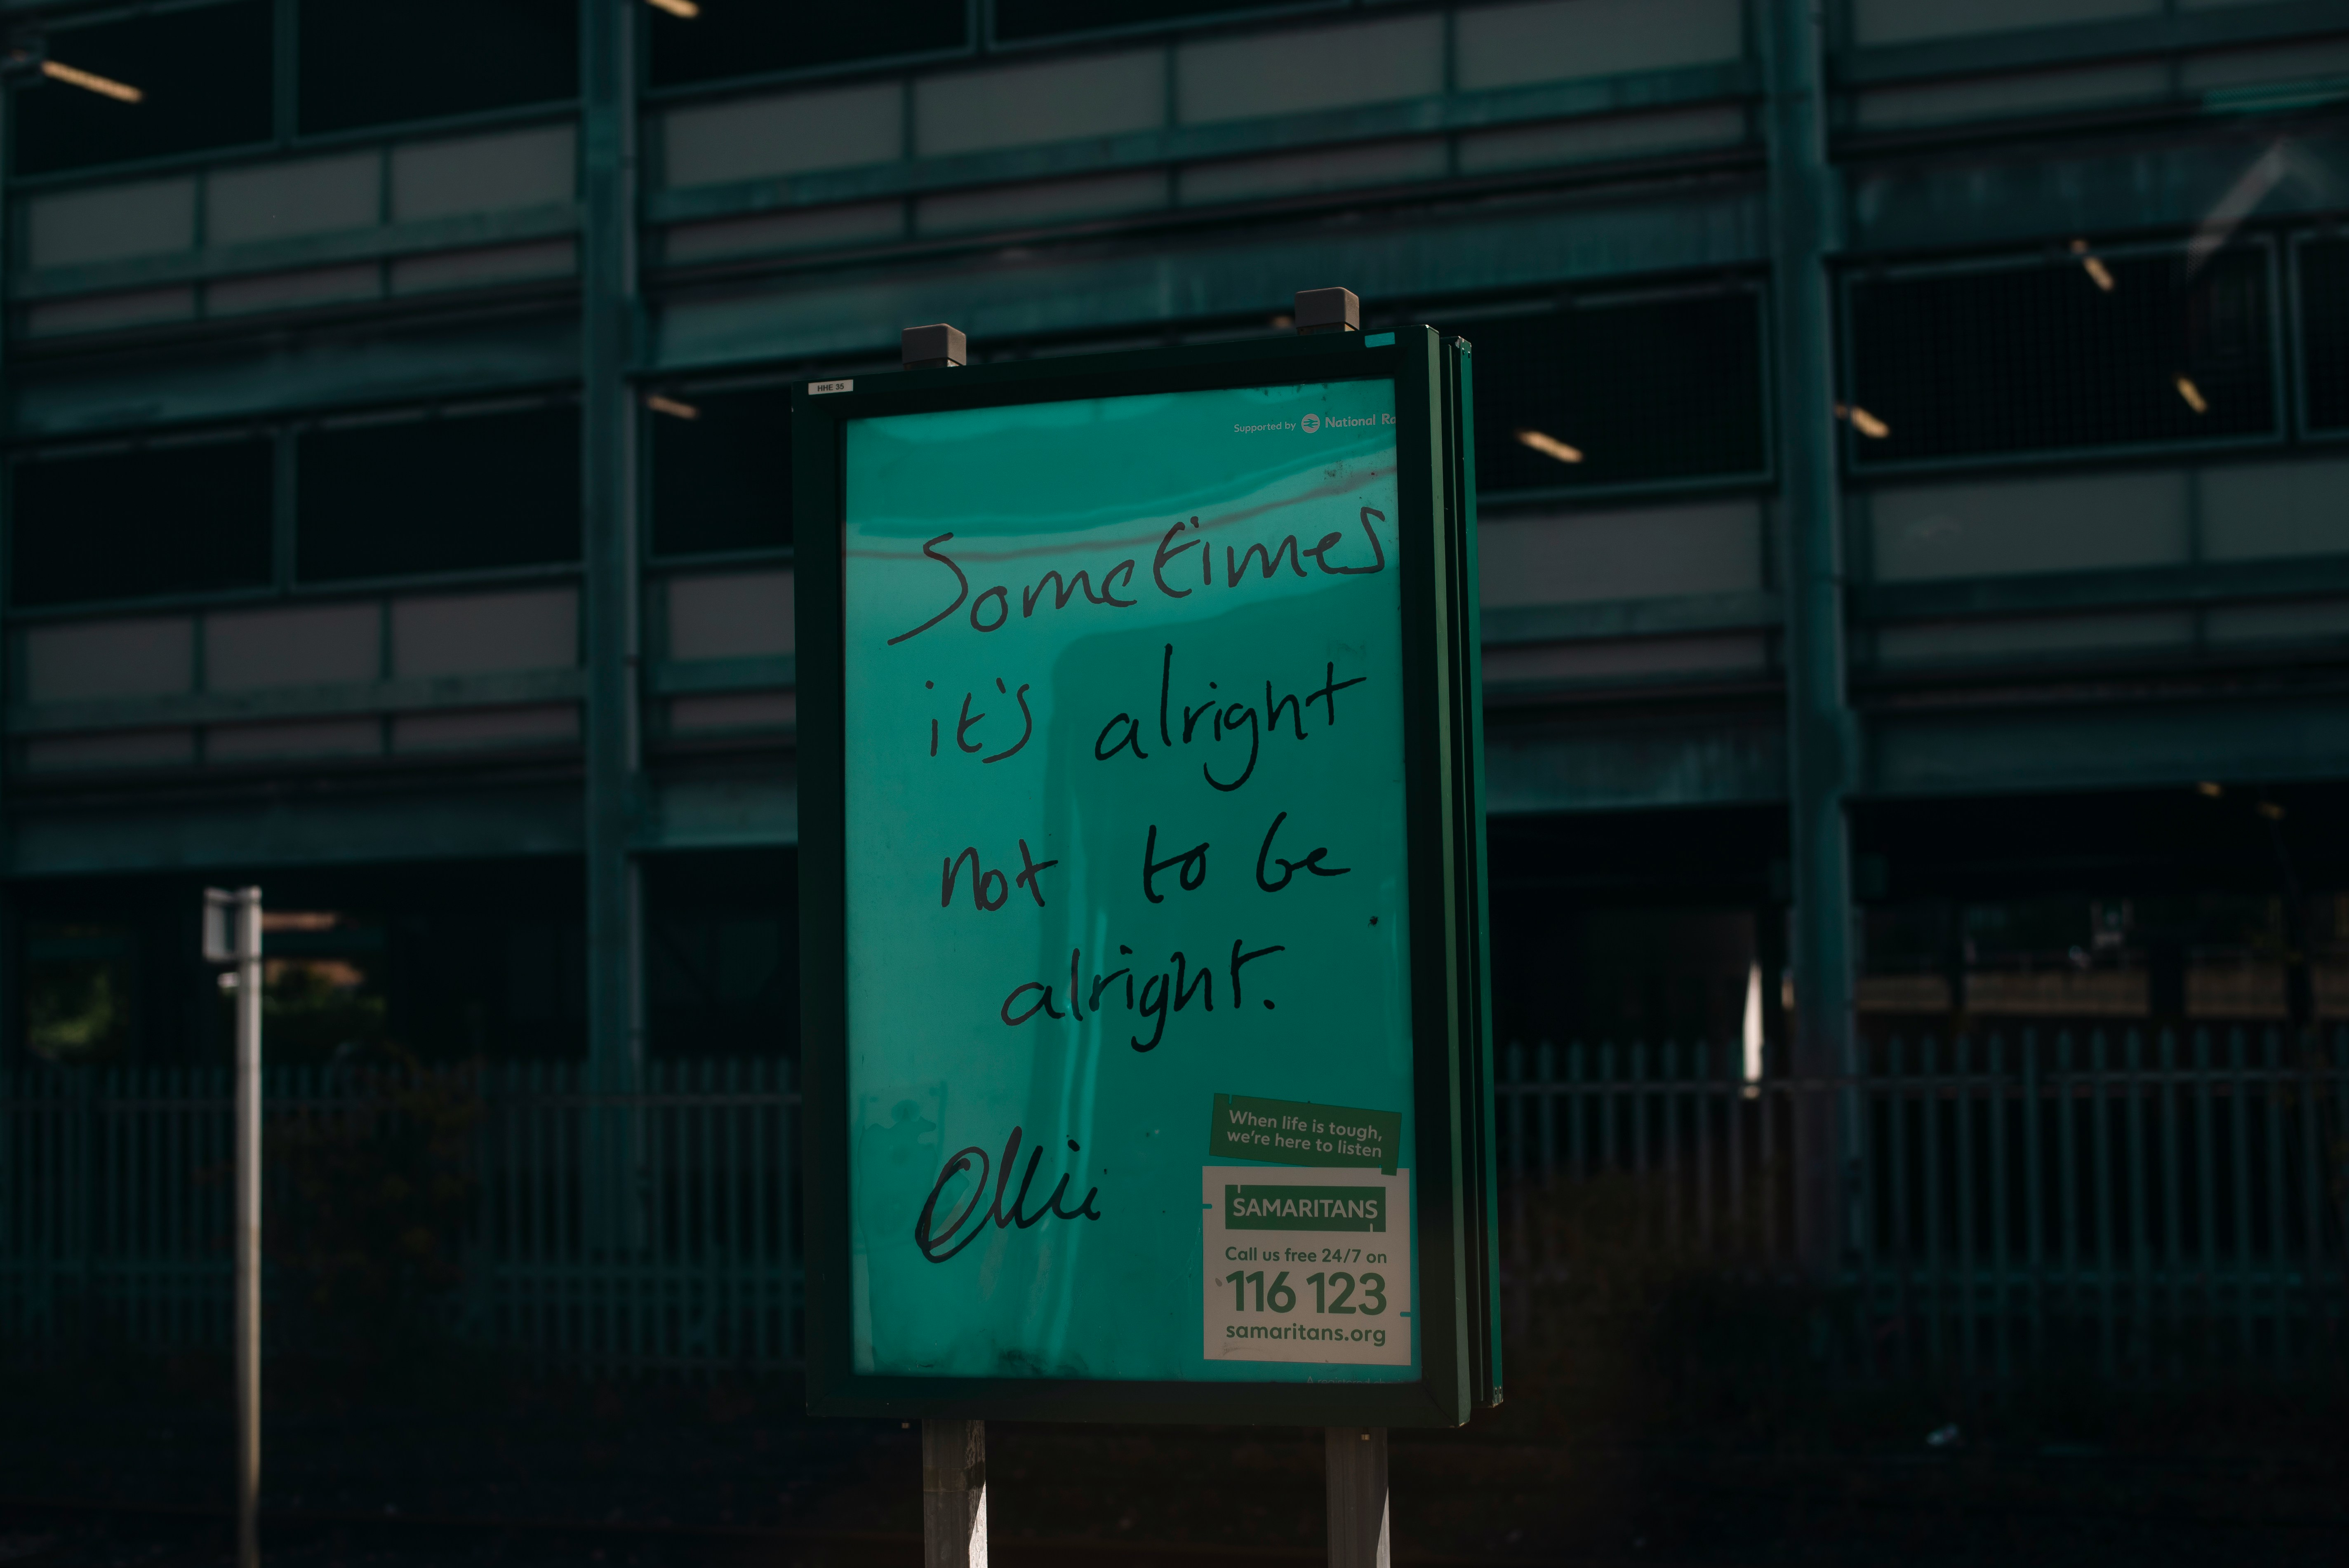 HHE 35
Supported by National Ra
Sometimes
it's alright
not to be
alright.
Olli
When life is tough,
we're here to listen
SAMARITANS
Call us free 24/7 on
116 123
samaritans.org